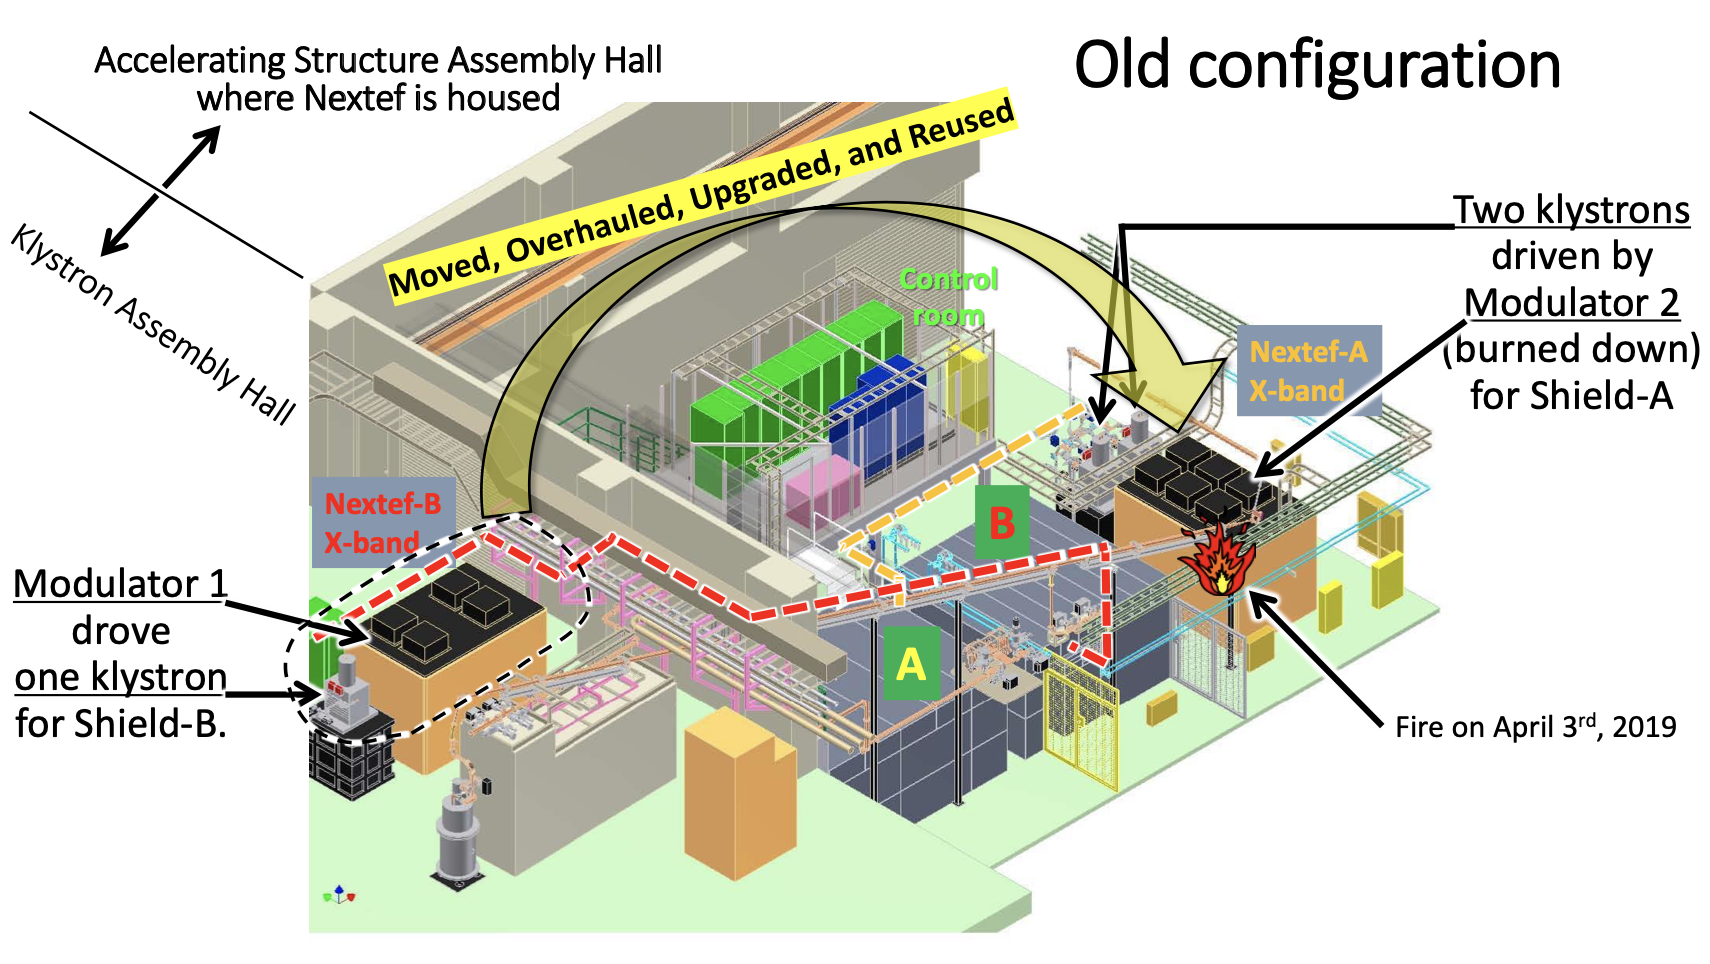 Old configuration
Accelerating Structure Assembly Hall
where Nextef is housed
Klystron Assembly Hall
Moved, Overhauled, Upgraded, and Reused
Control
room
Two klystrons
driven by
Modulator 2
(burned down)
for Shield-A
Nextef-A
X-band
Nextef-B
X-band
B
A
Modulator 1
drove
one klystron
for Shield-B.
Fire on April 3rd, 2019